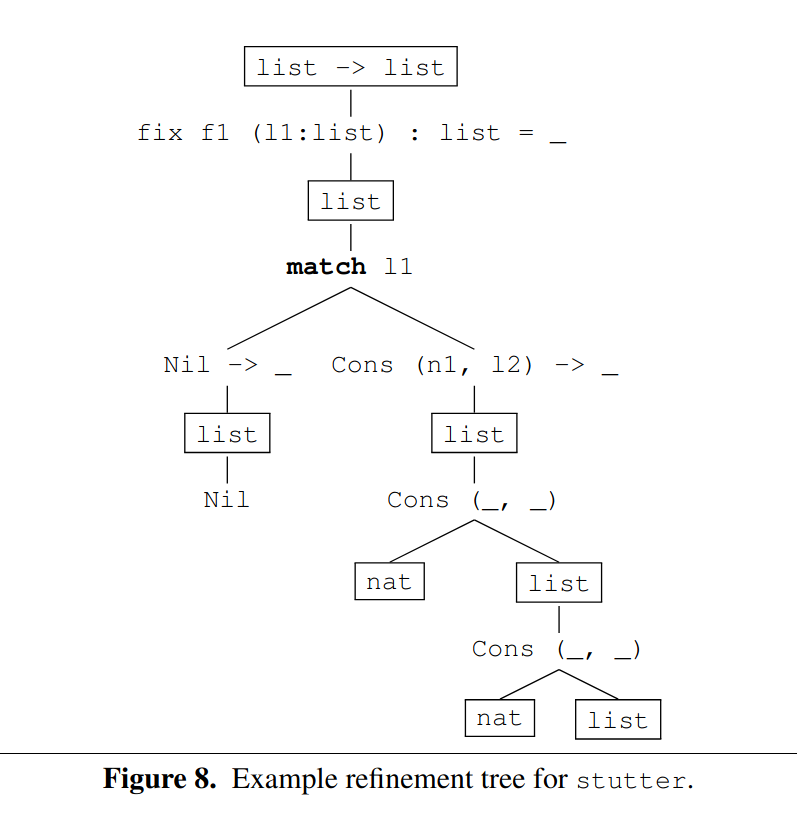 list -> list
fix f1 (l1:list) : list = _
list
match l1
Nil -> _ Cons (n1, l2) -> _
list list
Nil Cons (_, _)
nat list
Cons (_, _)
nat list
Figure 8. Example refinement tree for stutter.